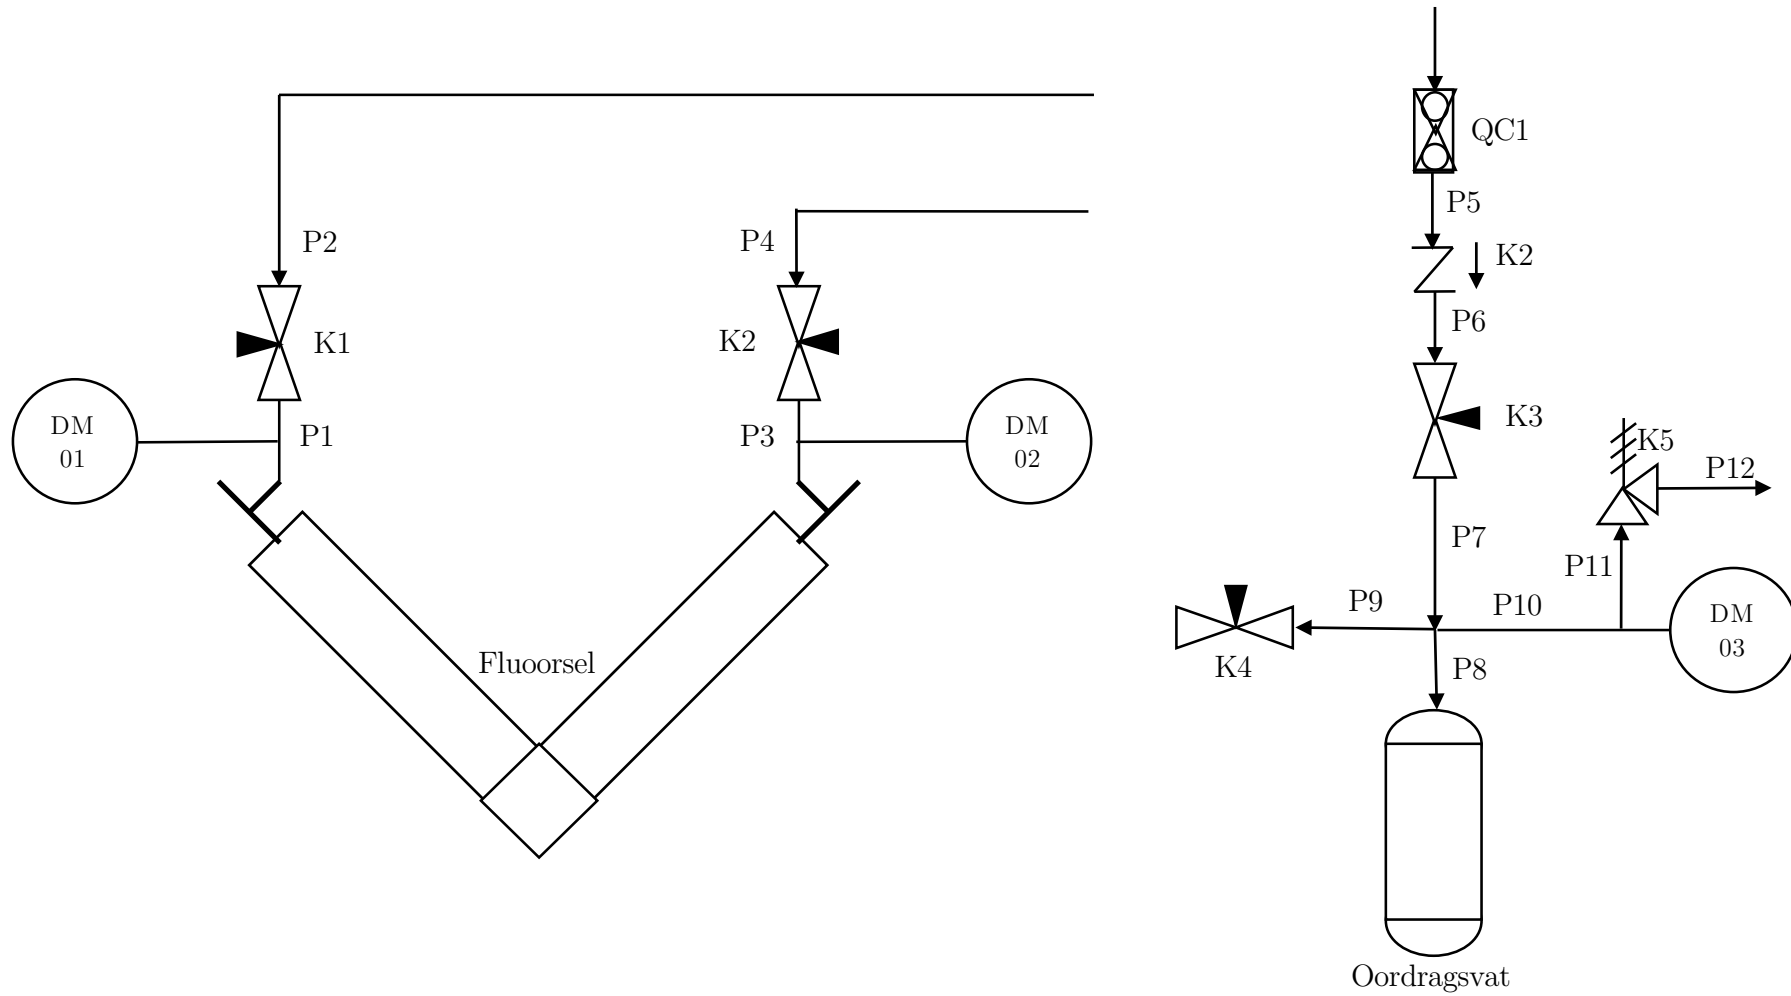 QC1
P5
P2
P4
K2
P6
K1
K2
DM
01
P1
P3
DM
02
K3
K5
P12
P7
P11
P9
P10
DM
03
K4
P8
Fluoorsel
Oordragsvat